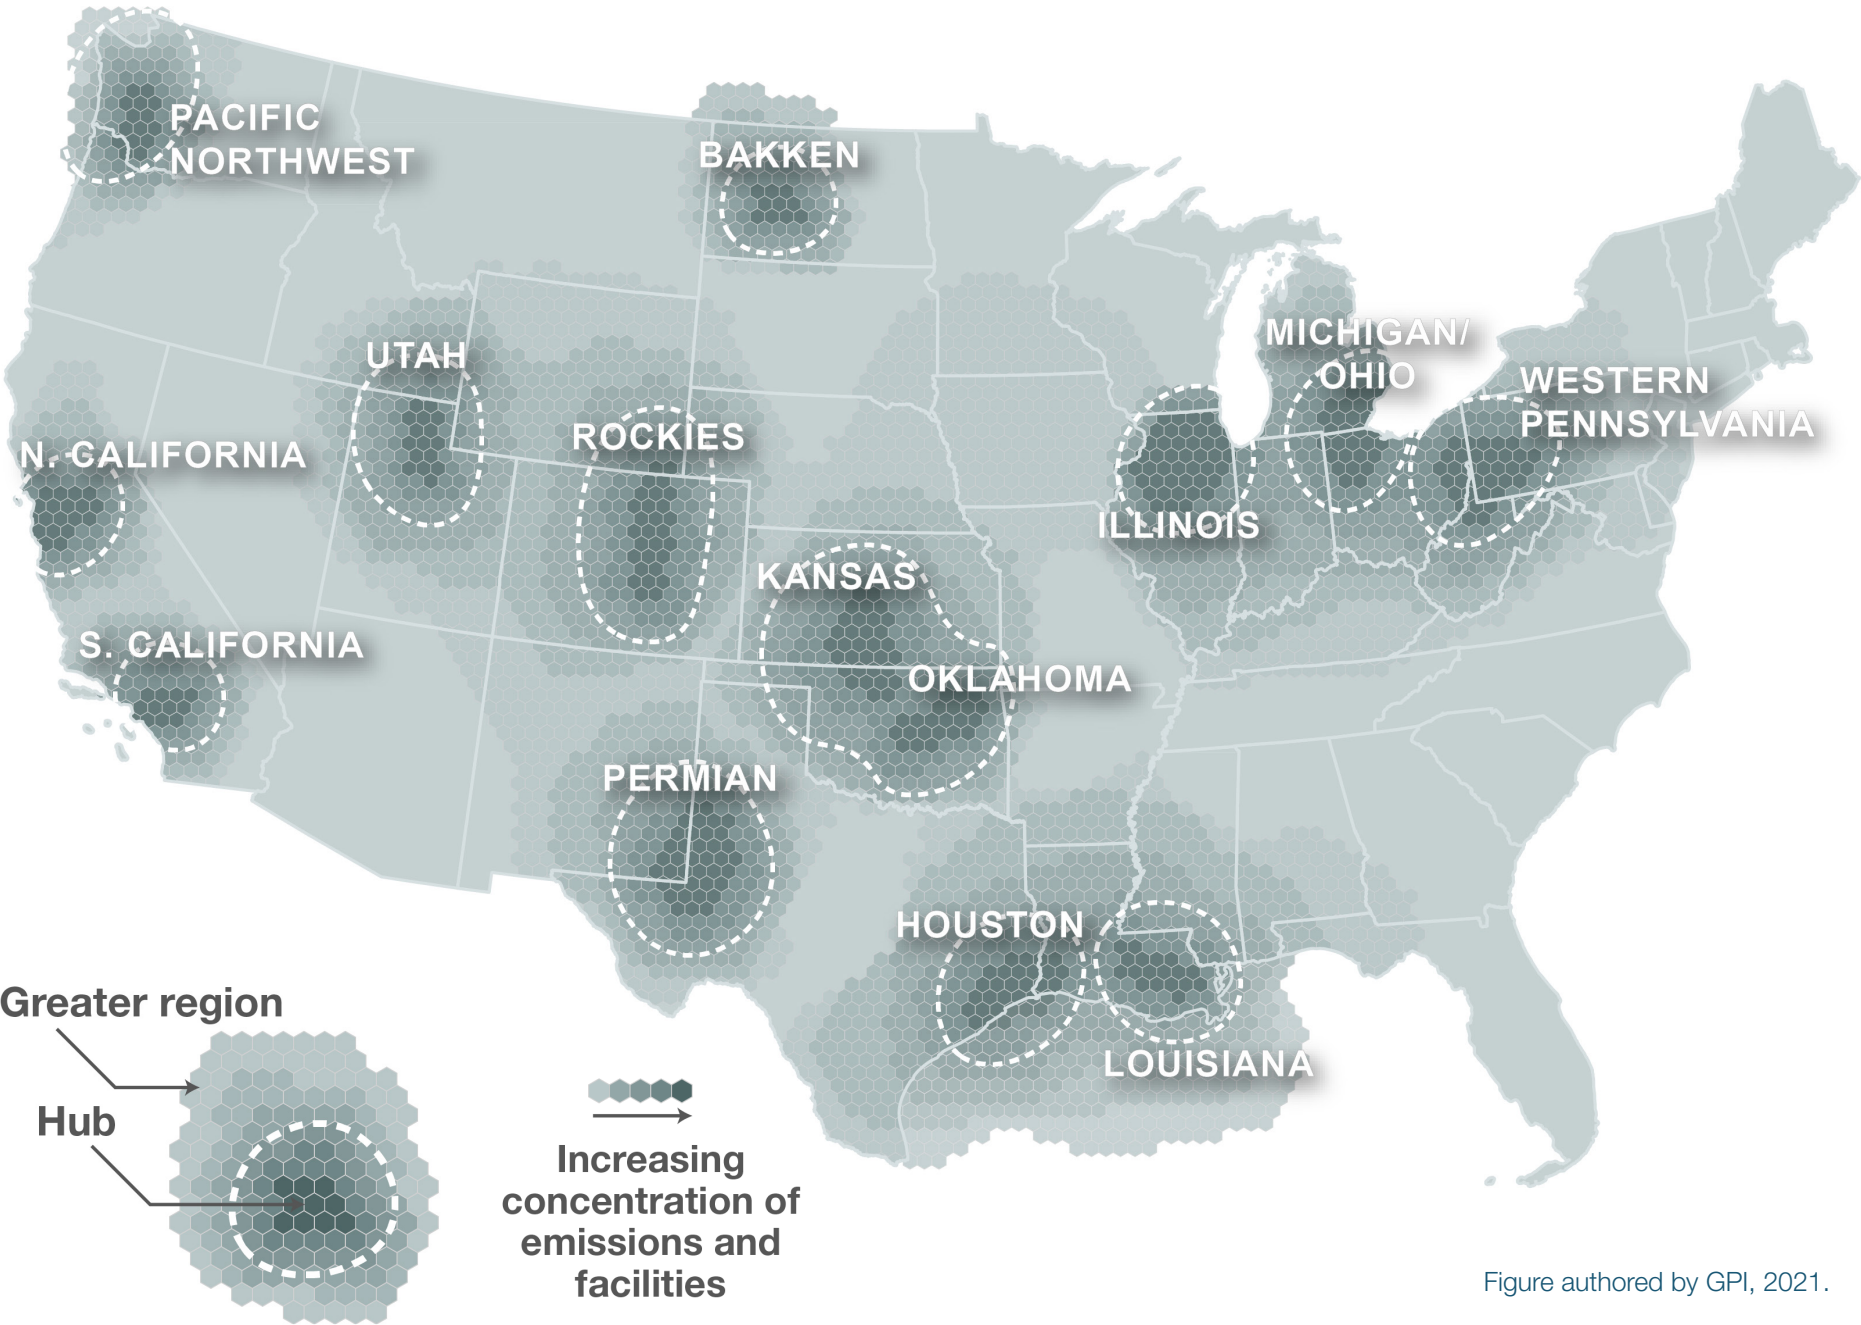 PACIFIC
NORTHWEST
BAKKEN
UTAH
ROCKIES
N. CALIFORNIA
S. CALIFORNIA
MICHIGAN/
OHIO
WESTERN
PENNSYLVANIA
ILLINOIS
KANSAS
OKLAHOMA
PERMIAN
HOUSTON
LOUISIANA
Greater region
Hub
Increasing
concentration of
emissions and
facilities
Figure authored by GPI, 2021.